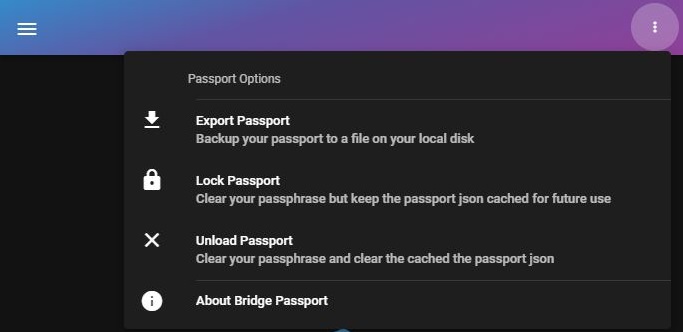 Passport Options
Export Passport
Backup your passport to a file on your local disk
Lock Passport
Clear your passphrase but keep the passport json cached for future use
Unload Passport
Clear your passphrase and clear the cached the passport json
About Bridge Passport